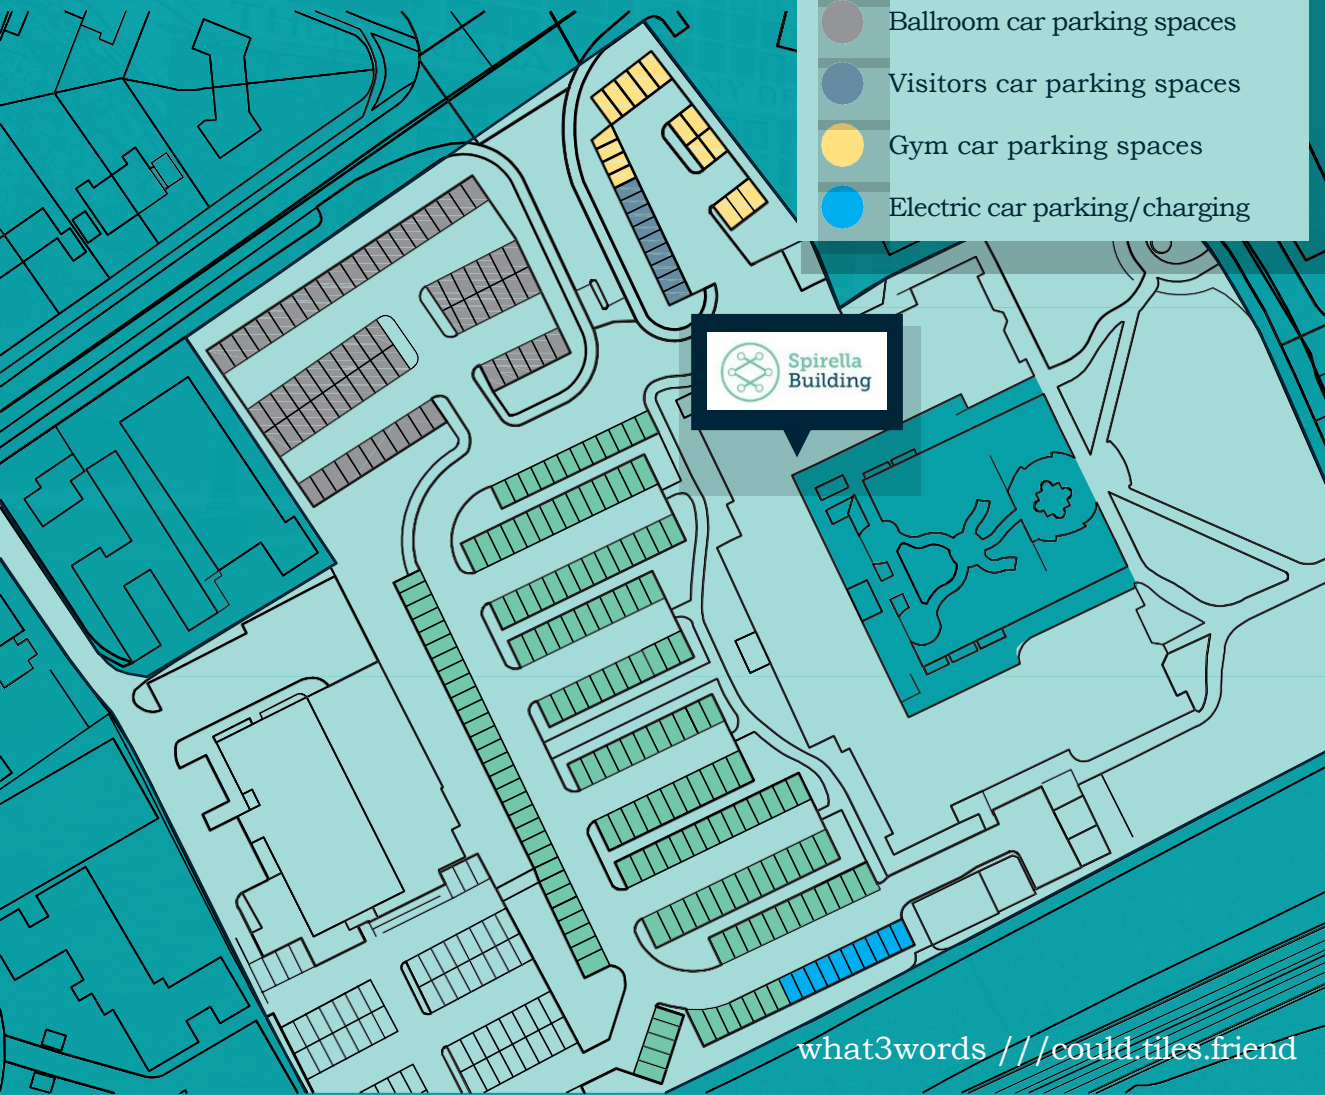 Ballroom car parking spaces
Visitors car parking spaces
Gym car parking spaces
Electric car parking/charging
Spirella
Building
what3words ///could.tiles.friend